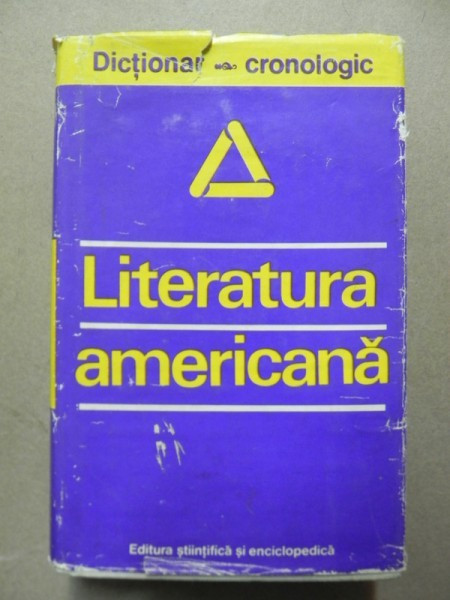 Dicționar cronologic
Literatura
americană
Editura științifică și enciclopedică